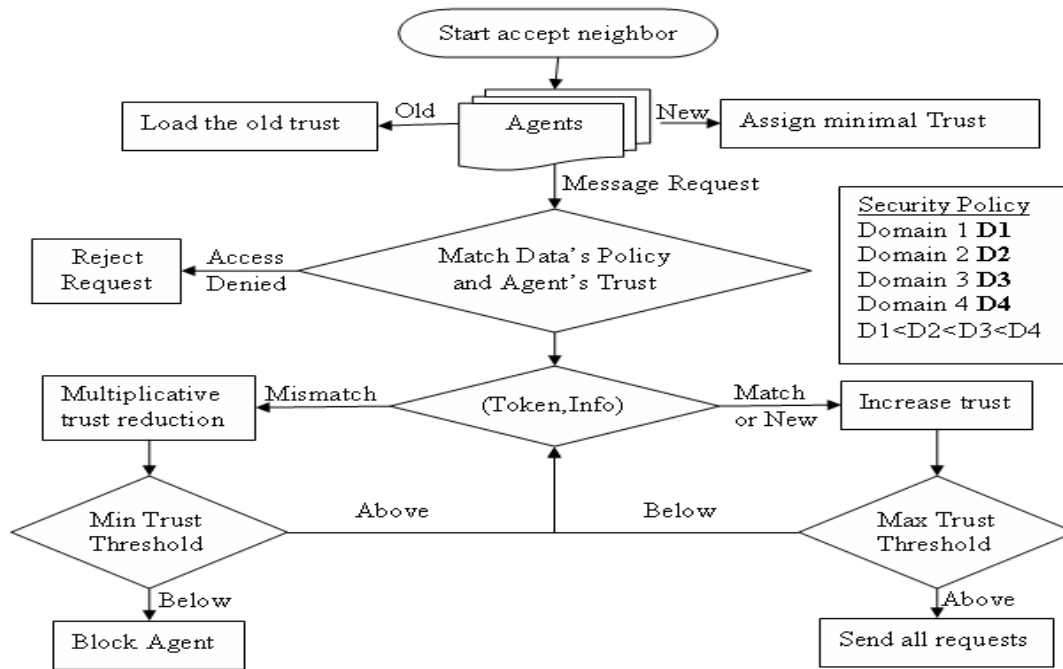 Start accept neighbor
Load the old trust
Old
Agents
New
Assign minimal Trust
Message Request
Security Policy
Domain 1 D1
Domain 2 D2
Domain 3 D3
Domain 4 D4
D1<D2<D3<D4
Reject
Request
Access
Denied
Match Data's Policy
and Agent's Trust
Multiplicative
trust reduction
Mismatch
(Token,Info)
Match
or New
Increase trust
Min Trust
Threshold
Above
Below
Max Trust
Threshold
Below
Above
Block Agent
Send all requests